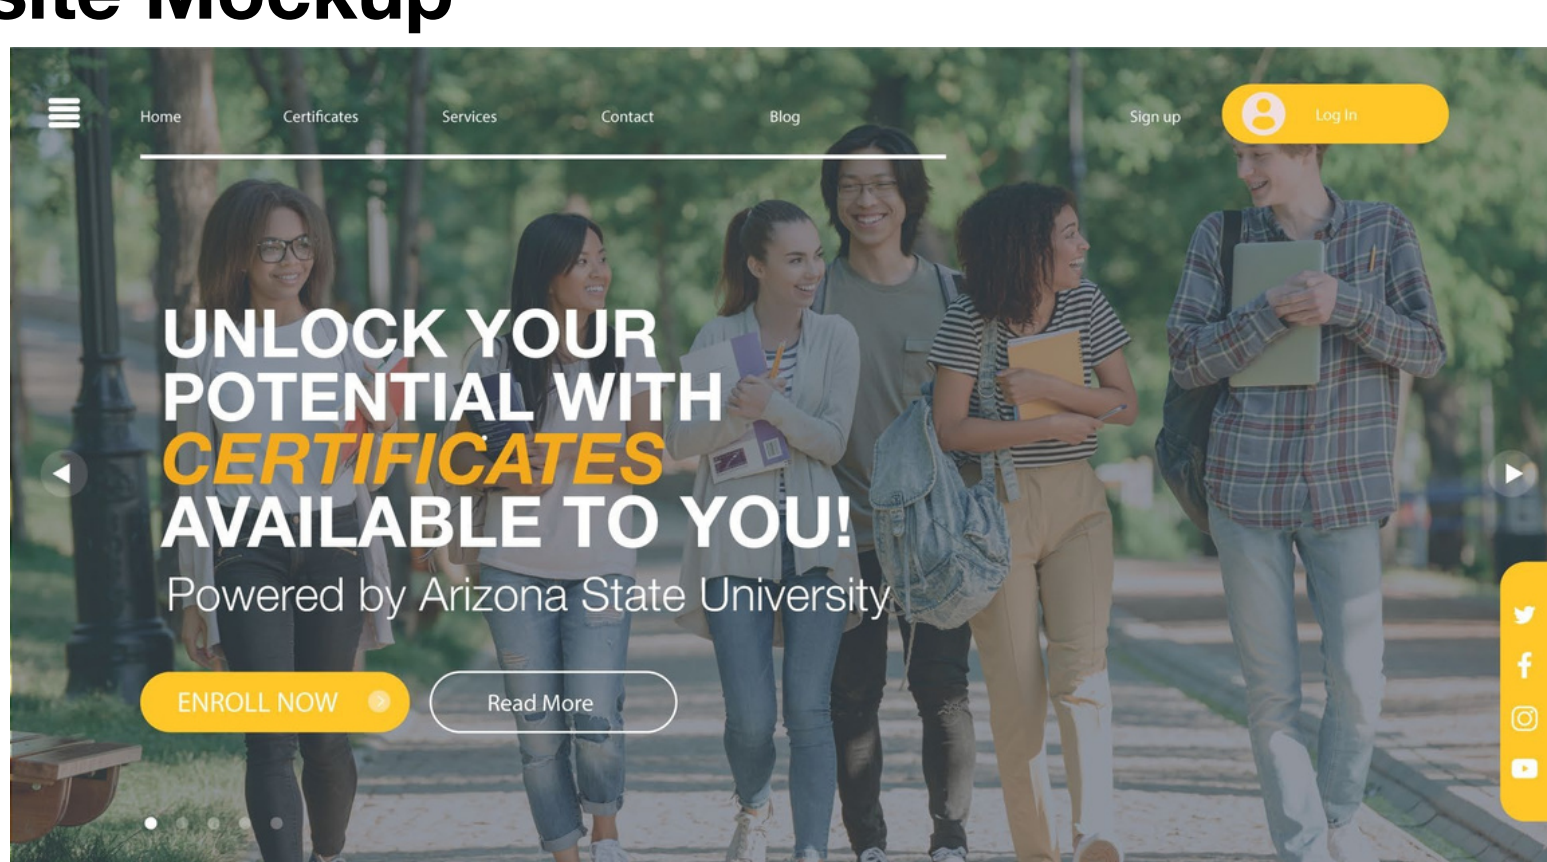 site Mockup
Home Certificates Services Contact Blog Sign up Log In
UNLOCK YOUR
POTENTIAL WITH
CERTIFICATES
AVAILABLE TO YOU!
Powered by Arizona State University
ENROLL NOW Read More